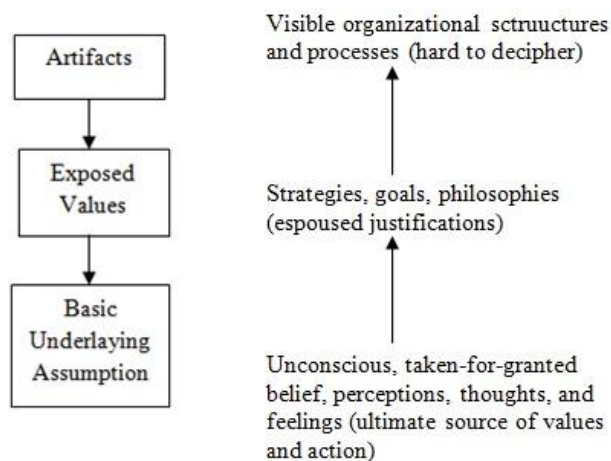 Artifacts
Visible organizational sctruuctures
and processes (hard to decipher)
Exposed
Values
Strategies, goals, philosophies
(espoused justifications)
Basic
Underlaying
Assumption
Unconscious, taken-for-granted
belief, perceptions, thoughts, and
feelings (ultimate source of values
and action)